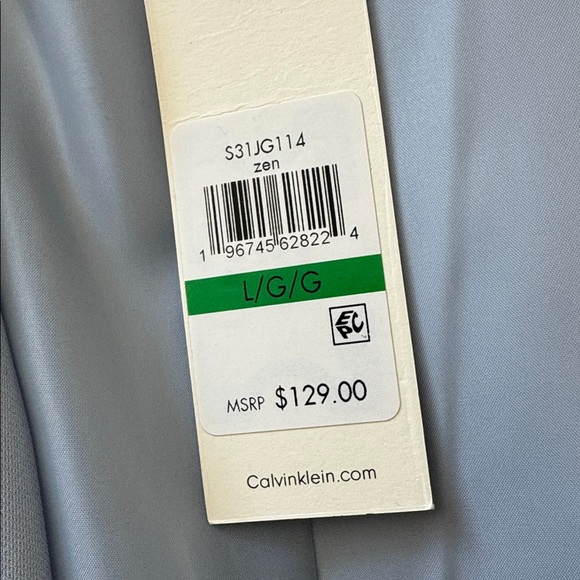 S31JG114
zen
1 96745 62822 4
L/G/G
EPC
MSRP $129.00
Calvinklein.com